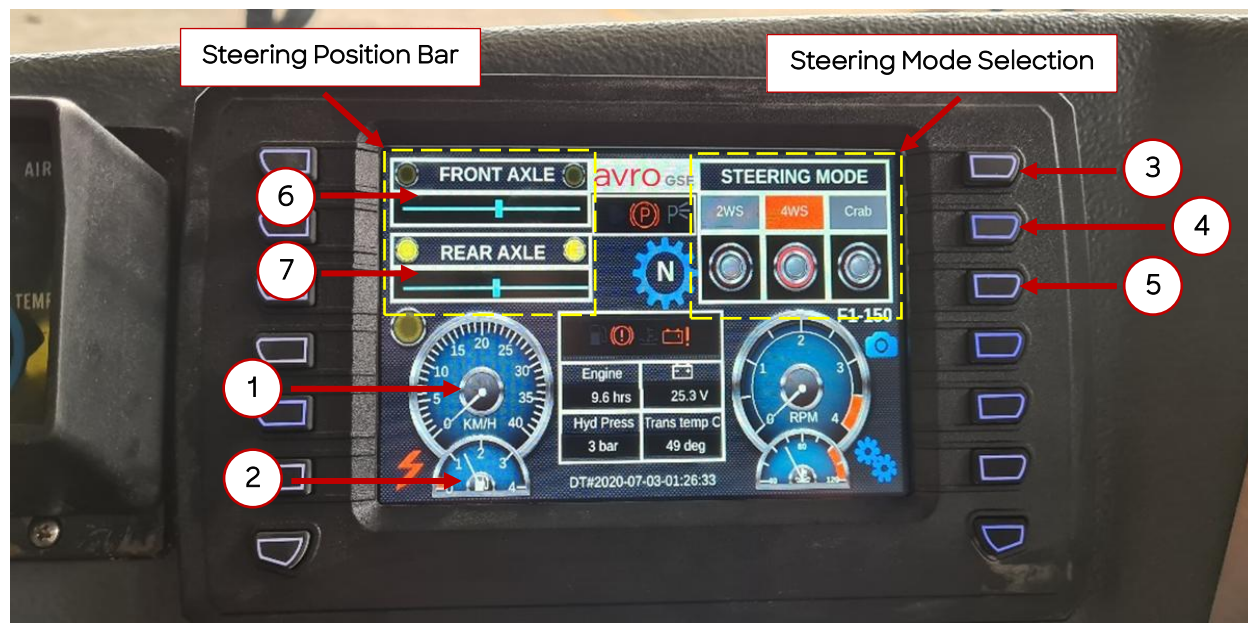 Steering Position Bar
Steering Mode Selection
AIR
TEMP
FRONT AXLE
avro GSE
STEERING MODE
3
6
P
2WS 4WS Crab
4
REAR AXLE
N
7
5
F1-150
15 20 25
10 30
5 35
0 KM/H 40
1
Engine
9.6 hrs 25.3 V
Hyd Press Trans temp C
3 bar 49 deg
2
1 3
0 RPM 4
2
1 3
0 4
80
40 120
DT#2020-07-03-01:26:33